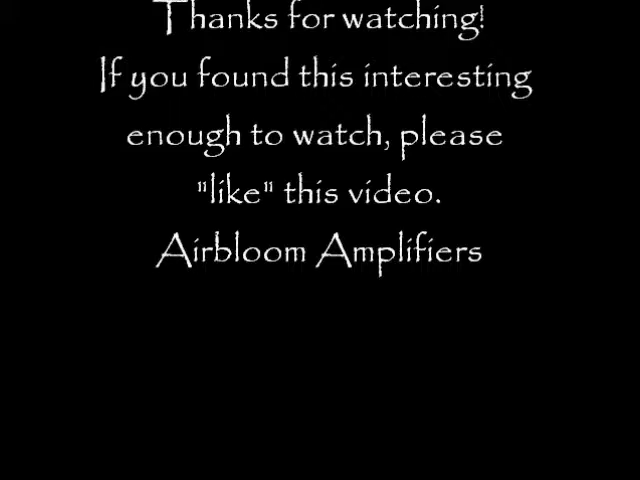 Thanks for watching!
If you found this interesting
enough to watch, please
"like" this video.
Airbloom Amplifiers